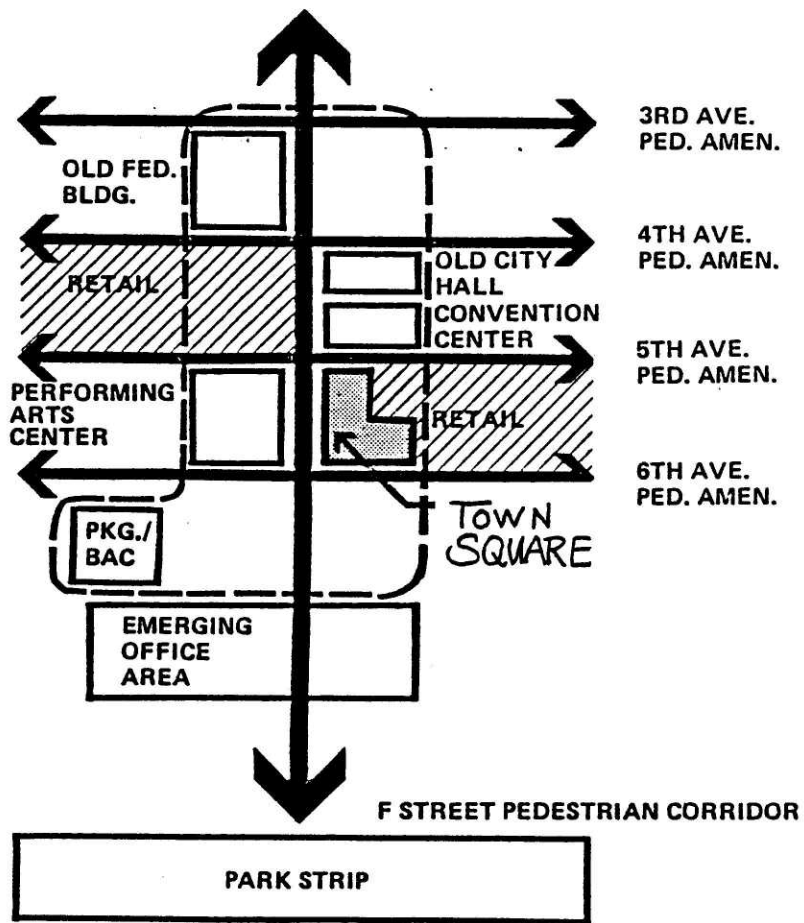 3RD AVE.
PED. AMEN.
OLD FED.
BLDG.
4TH AVE.
PED. AMEN.
RETAIL
OLD CITY
HALL
CONVENTION
CENTER
5TH AVE.
PED. AMEN.
PERFORMING
ARTS
CENTER
RETAIL
6TH AVE.
PED. AMEN.
TOWN
SQUARE
PKG./
BAC
EMERGING
OFFICE
AREA
F STREET PEDESTRIAN CORRIDOR
PARK STRIP